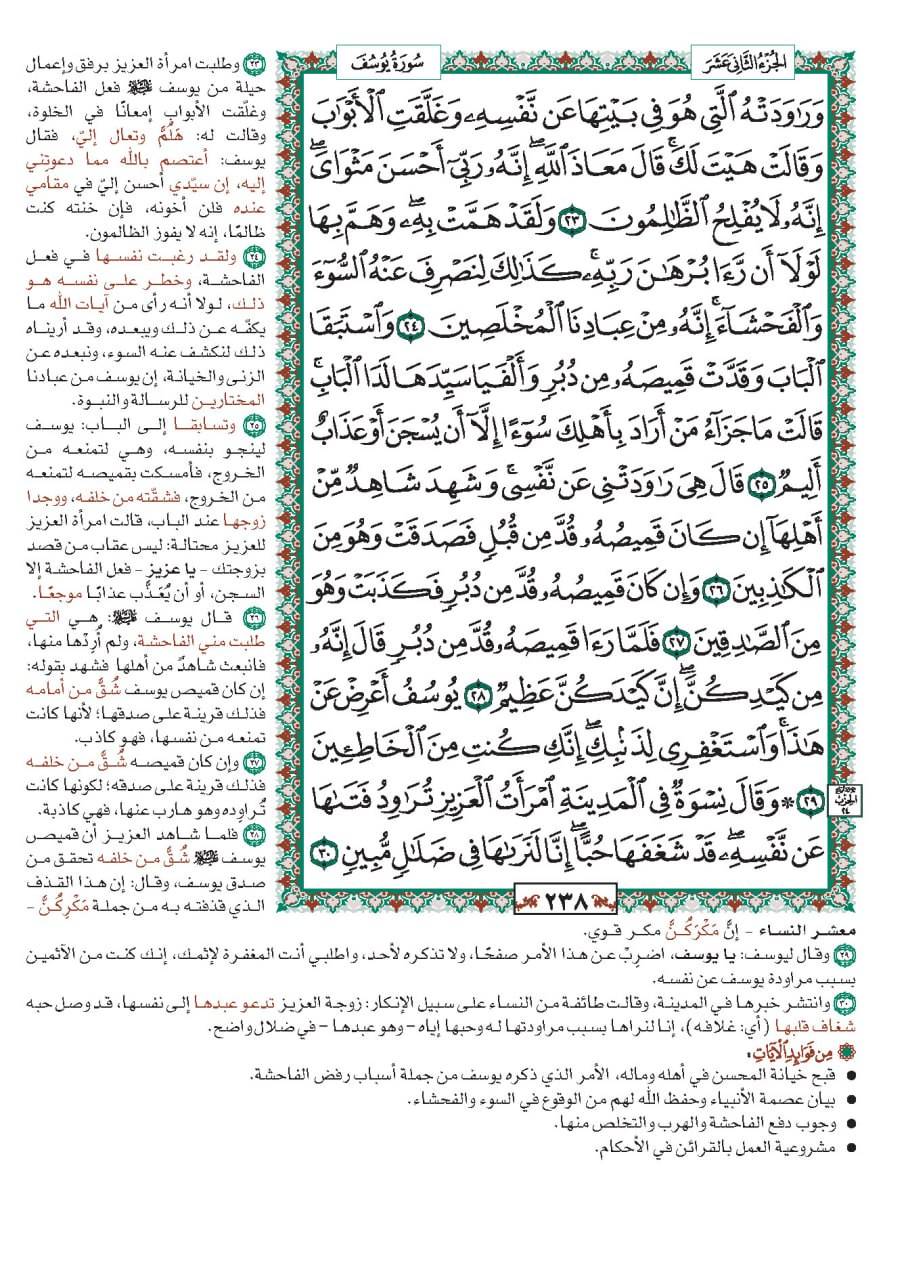 الجزء الثاني عشر
سورة يوسف
وَرَٰوَدَتْهُ ٱلَّتِى هُوَ فِى بَيْتِهَا عَن نَّفْسِهِۦ وَغَلَّقَتِ ٱلْأَبْوَٰبَ
وَقَالَتْ هَيْتَ لَكَ ۚ قَالَ مَعَاذَ ٱللَّهِ ۖ إِنَّهُۥ رَبِّىٓ أَحْسَنَ مَثْوَاىَ ۖ
إِنَّهُۥ لَا يُفْلِحُ ٱلظَّٰلِمُونَ ٢٣ وَلَقَدْ هَمَّتْ بِهِۦ ۖ وَهَمَّ بِهَا
لَوْلَآ أَن رَّءَا بُرْهَٰنَ رَبِّهِۦ ۚ كَذَٰلِكَ لِنَصْرِفَ عَنْهُ ٱلسُّوٓءَ
وَٱلْفَحْشَآءَ ۚ إِنَّهُۥ مِنْ عِبَادِنَا ٱلْمُخْلَصِينَ ٢٤ وَٱسْتَبَقَا
ٱلْبَابَ وَقَدَّتْ قَمِيصَهُۥ مِن دُبُرٍ وَأَلْفَيَا سَيِّدَهَا لَدَا ٱلْبَابِ ۚ
قَالَتْ مَا جَزَآءُ مَنْ أَرَادَ بِأَهْلِكَ سُوٓءًا إِلَّآ أَن يُسْجَنَ أَوْ عَذَابٌ
أَلِيمٌ ٢٥ قَالَ هِىَ رَٰوَدَتْنِى عَن نَّفْسِى ۚ وَشَهِدَ شَاهِدٌ مِّنْ
أَهْلِهَآ إِن كَانَ قَمِيصُهُۥ قُدَّ مِن قُبُلٍ فَصَدَقَتْ وَهُوَ مِنَ
ٱلْكَٰذِبِينَ ٢٦ وَإِن كَانَ قَمِيصُهُۥ قُدَّ مِن دُبُرٍ فَكَذَبَتْ وَهُوَ
مِنَ ٱلصَّٰدِقِينَ ٢٧ فَلَمَّا رَءَا قَمِيصَهُۥ قُدَّ مِن دُبُرٍ قَالَ إِنَّهُۥ
مِن كَيْدِكُنَّ ۖ إِنَّ كَيْدَكُنَّ عَظِيمٌ ٢٨ يُوسُفُ أَعْرِضْ عَنْ
هَٰذَا ۚ وَٱسْتَغْفِرِى لِذَنۢبِكِ ۖ إِنَّكِ كُنتِ مِنَ ٱلْخَاطِـِٔينَ
٢٩ ۞ وَقَالَ نِسْوَةٌ فِى ٱلْمَدِينَةِ ٱمْرَأَتُ ٱلْعَزِيزِ تُرَٰوِدُ فَتَىٰهَا
عَن نَّفْسِهِۦ ۖ قَدْ شَغَفَهَا حُبًّا ۖ إِنَّا لَنَرَىٰهَا فِى ضَلَٰلٍ مُّبِينٍ ٣٠
٢٣٨
الحزب
٢٤
٢٣ وطلبت امرأة العزيز برفق وإعمال
حيلة من يوسف ﷺ فعل الفاحشة،
وغلّقت الأبواب إمعانًا في الخلوة،
وقالت له: هَلُمَّ وتعال إليّ، فقال
يوسف: أعتصم بالله مما دعوتِني
إليه، إن سيّدي أحسن إليّ في مقامي
عنده فلن أخونه، فإن خنته كنت
ظالمًا، إنه لا يفوز الظالمون.
٢٤ ولقد رغبت نفسها في فعل
الفاحشة، وخطر على نفسه هو
ذلك، لولا أنه رأى من آيات الله ما
يكفّه عن ذلك ويبعده، وقد أريناه
ذلك لنكشف عنه السوء، ونبعده عن
الزنى والخيانة، إن يوسف من عبادنا
المختارين للرسالة والنبوة.
٢٥ وتسابقا إلى الباب: يوسف
لينجو بنفسه، وهي لتمنعه من
الخروج، فأمسكت بقميصه لتمنعه
من الخروج، فشقّته من خلفه، ووجدا
زوجها عند الباب، قالت امرأة العزيز
للعزيز محتالة: ليس عقاب من قصد
بزوجتك - يا عزيز - فعل الفاحشة إلا
السجن، أو أن يُعَذَّب عذابًا موجعًا.
٢٦ قال يوسف ﷺ: هي التي
طلبت مني الفاحشة، ولم أُرِدْها منها،
فانبعث شاهدٌ من أهلها فشهد بقوله:
إن كان قميص يوسف شُقَّ من أمامه
فذلك قرينة على صدقها؛ لأنها كانت
تمنعه من نفسها، فهو كاذب.
٢٧ وإن كان قميصه شُقَّ من خلفه
فذلك قرينة على صدقه؛ لكونها كانت
تُراوِده وهو هارب عنها، فهي كاذبة.
٢٨ فلما شاهد العزيز أن قميص
يوسف ﷺ شُقَّ من خلفه تحقق من
صدق يوسف، وقال: إن هذا القذف
الذي قذفتنه به من جملة مَكْرِكُنَّ -
معشر النساء - إنَّ مَكْرَكُنَّ مكر قوي.
٢٩ وقال ليوسف: يا يوسف، اضرِبْ عن هذا الأمر صفحًا، ولا تذكره لأحد، واطلبي أنت المغفرة لإثمك، إنك كنت من الآثمين
بسبب مراودة يوسف عن نفسه.
٣٠ وانتشر خبرها في المدينة، وقالت طائفة من النساء على سبيل الإنكار: زوجة العزيز تدعو عبدها إلى نفسها، قد وصل حبه
شغاف قلبها (أي: غلافه)، إنا لنراها بسبب مراودتها له وحبها إياه - وهو عبدها - في ضلال واضح.
من فوائد الآيات:
• قبح خيانة المحسن في أهله وماله، الأمر الذي ذكره يوسف من جملة أسباب رفض الفاحشة.
• بيان عصمة الأنبياء وحفظ الله لهم من الوقوع في السوء والفحشاء.
• وجوب دفع الفاحشة والهرب والتخلص منها.
• مشروعية العمل بالقرائن في الأحكام.